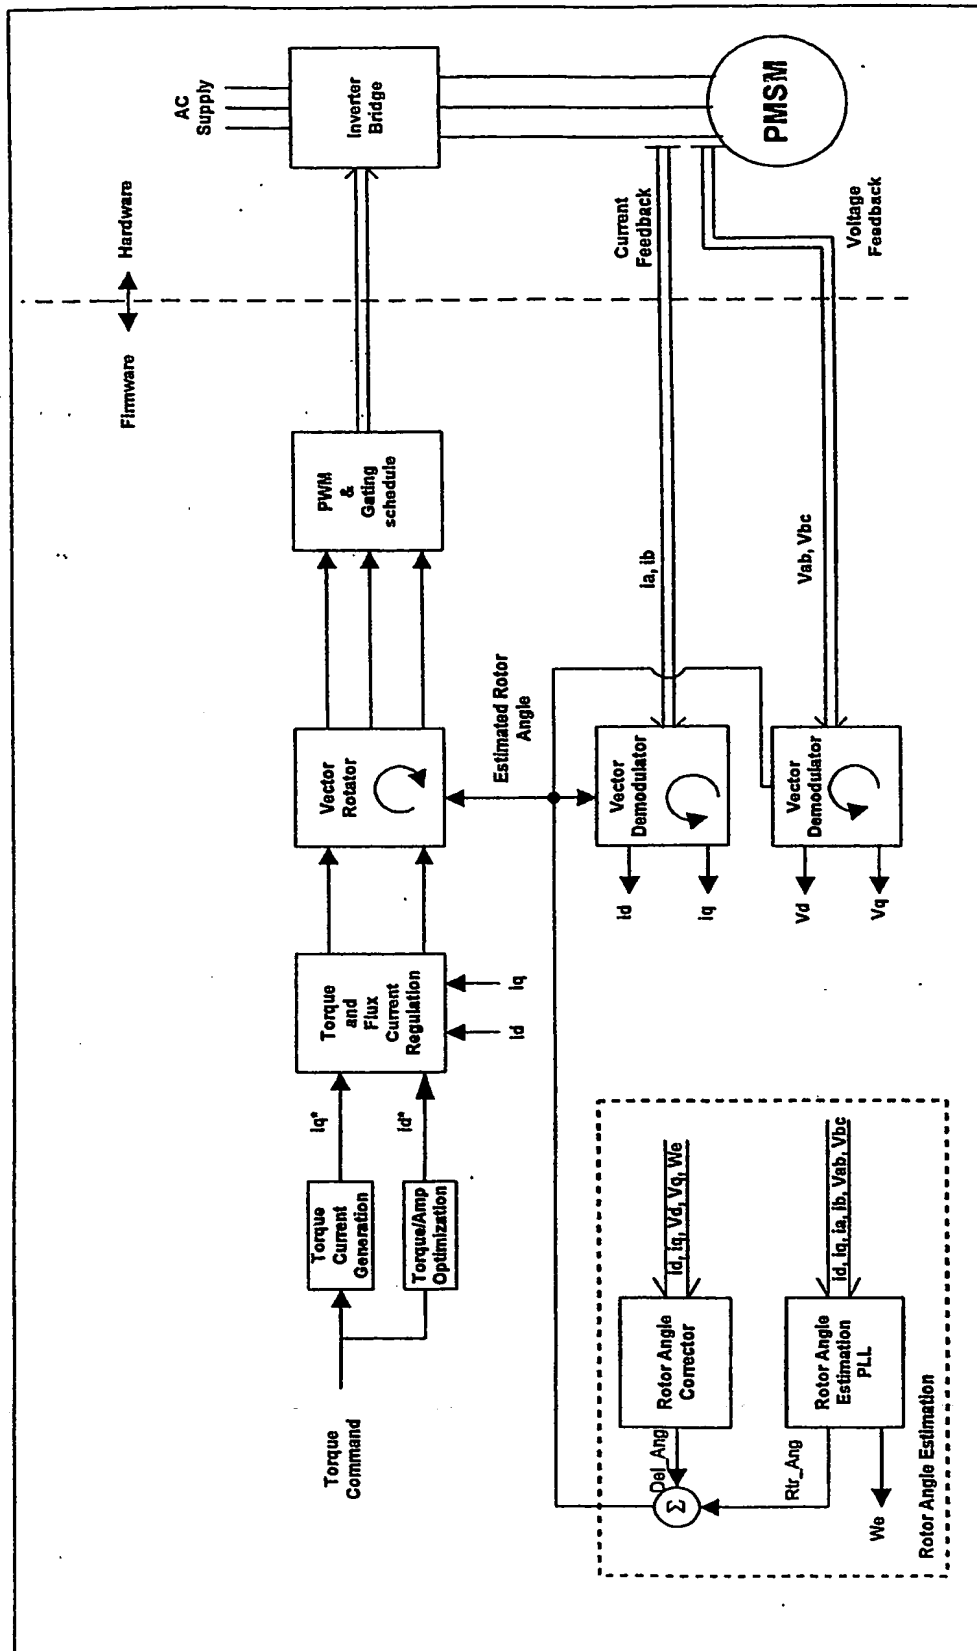 AC
Supply
Inverter
Bridge
PMSM
Firmware
Hardware
Current
Feedback
Voltage
Feedback
PWM
&
Gating
schedule
ia, ib
Vab, Vbc
Vector
Rotator
Estimated Rotor
Angle
Vector
Demodulator
id
iq
Vector
Demodulator
Vd
Vq
Torque
and
Flux
Current
Regulation
id
iq
iq*
id*
Torque
Current
Generation
Torque/Amp
Optimization
Torque
Command
Rotor Angle
Corrector
id, iq, Vd, Vq, We
Del_Ang
Σ
Rotor Angle
Estimation
PLL
id, iq, ia, ib, Vab, Vbc
Rtr_Ang
We
Rotor Angle Estimation